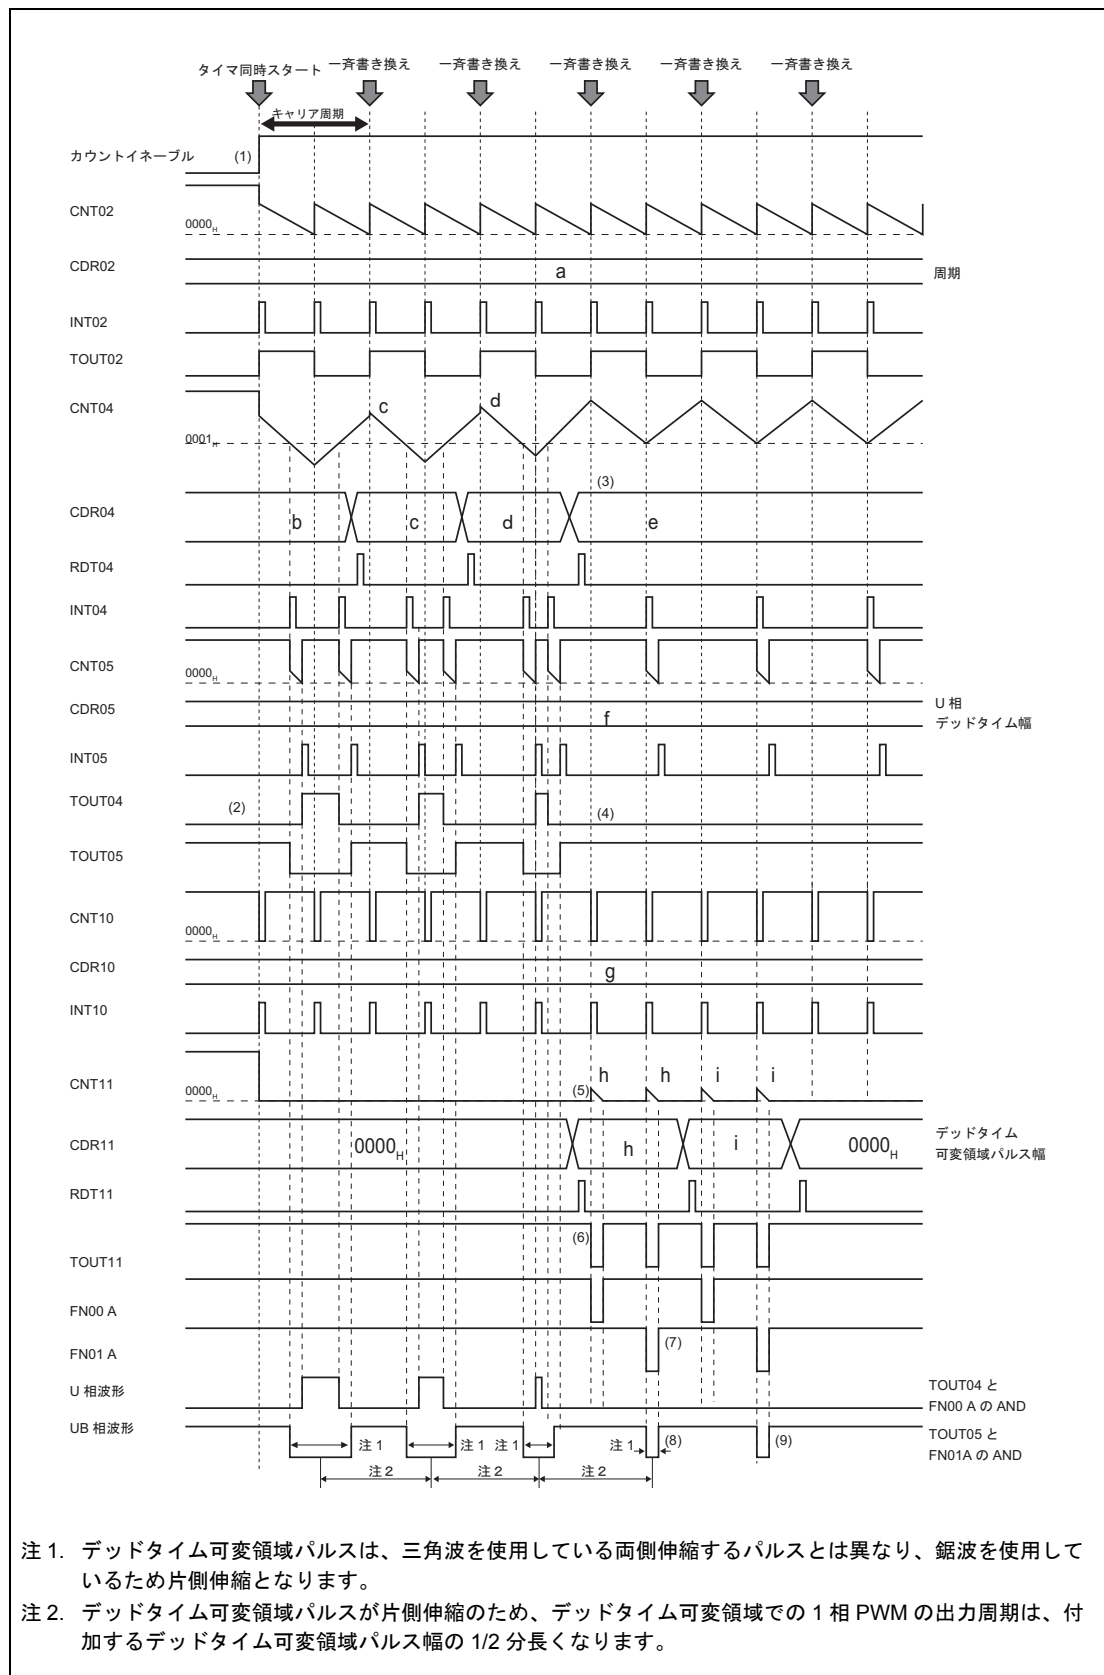 タイマ同時スタート 一斉書き換え 一斉書き換え 一斉書き換え 一斉書き換え 一斉書き換え
キャリア周期
カウントイネーブル (1)
CNT02
0000H
CDR02 a 周期
INT02
TOUT02
CNT04 c d
0001H
(3)
CDR04 b c d e
RDT04
INT04
CNT05
0000H
CDR05 f U 相
デッドタイム幅
INT05
TOUT04 (2) (4)
TOUT05
CNT10
0000H
CDR10 g
INT10
CNT11 h h i i
0000H (5)
CDR11 0000H h i 0000H デッドタイム
可変領域パルス幅
RDT11
TOUT11 (6)
FN00 A
FN01 A (7)
U 相波形 TOUT04 と
FN00 A の AND
UB 相波形 注 1 注 1 注 1 注 1 (8) (9) TOUT05 と
FN01A の AND
注 2 注 2 注 2
注 1. デッドタイム可変領域パルスは、三角波を使用している両側伸縮するパルスとは異なり、鋸波を使用して
いるため片側伸縮となります。
注 2. デッドタイム可変領域パルスが片側伸縮のため、デッドタイム可変領域での 1 相 PWM の出力周期は、付
加するデッドタイム可変領域パルス幅の 1/2 分長くなります。